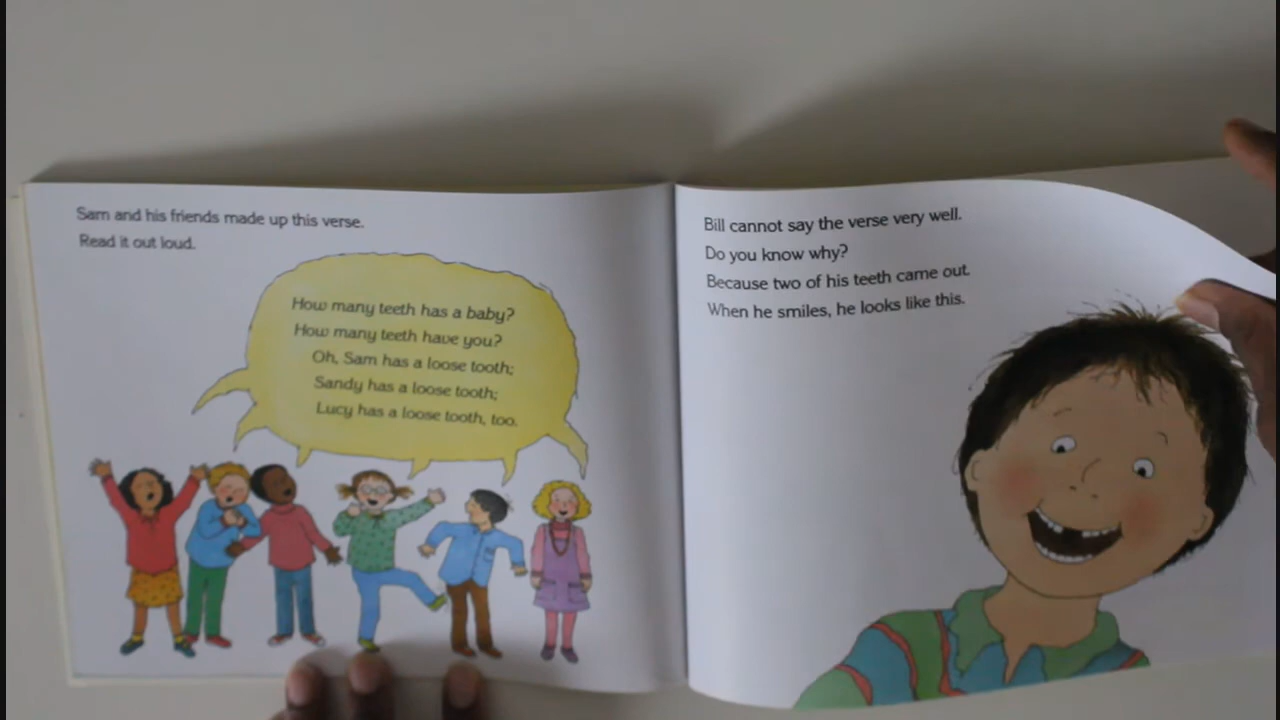 Sam and his friends made up this verse.
Read it out loud.
How many teeth has a baby?
How many teeth have you?
Oh, Sam has a loose tooth;
Sandy has a loose tooth;
Lucy has a loose tooth, too.
Bill cannot say the verse very well.
Do you know why?
Because two of his teeth came out.
When he smiles, he looks like this.